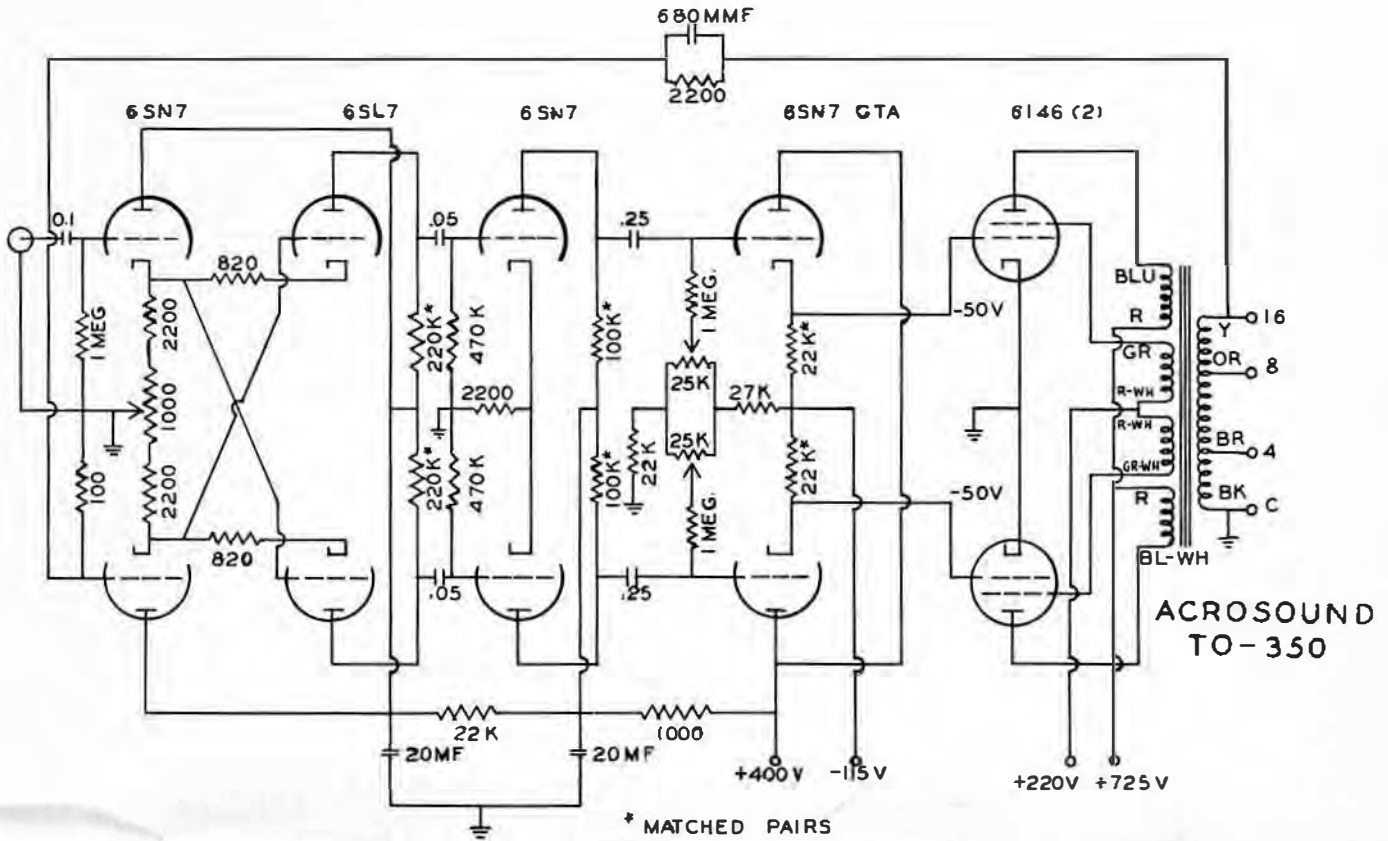 680MMF
2200
6SN7
6SL7
6SN7
6SN7 GTA
6146 (2)
0.1
.05
.25
820
BLU
1 MEG.
2200
220K*
470K
100K*
1 MEG.
22K*
-50V
R
Y
16
GR
OR
8
1000
2200
25K
27K
R-WH
R-WH
25K
22K
BR
4
GR-WH
100
2200
220K*
470K
100K*
1 MEG.
22K*
-50V
R
BK
C
820
.05
.25
BL-WH
ACROSOUND
TO-350
22K
1000
20MF
20MF
+400V
-115V
+220V
+725V
* MATCHED PAIRS